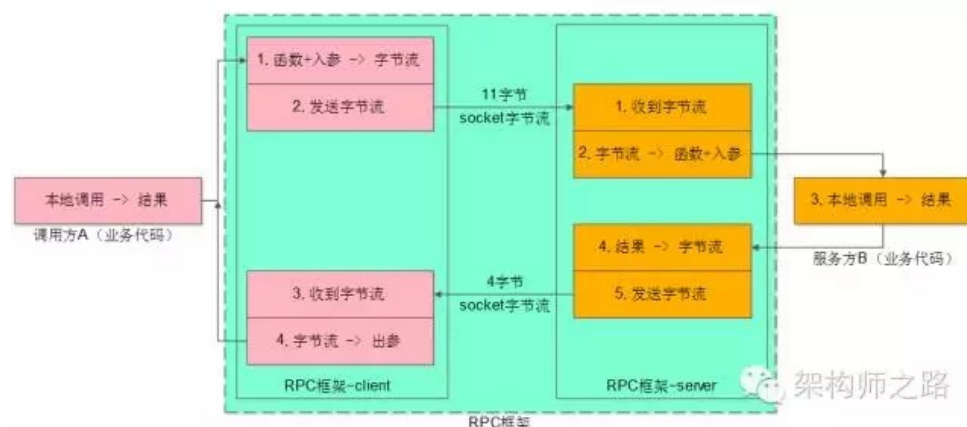 1. 函数+入参 -> 字节流
2. 发送字节流
11字节
socket字节流
1. 收到字节流
2. 字节流 -> 函数+入参
本地调用 -> 结果
调用方A（业务代码）
3. 本地调用 -> 结果
服务方B（业务代码）
4. 结果 -> 字节流
5. 发送字节流
4字节
socket字节流
3. 收到字节流
4. 字节流 -> 出参
RPC框架-client
RPC框架-server
RPC框架
架构师之路